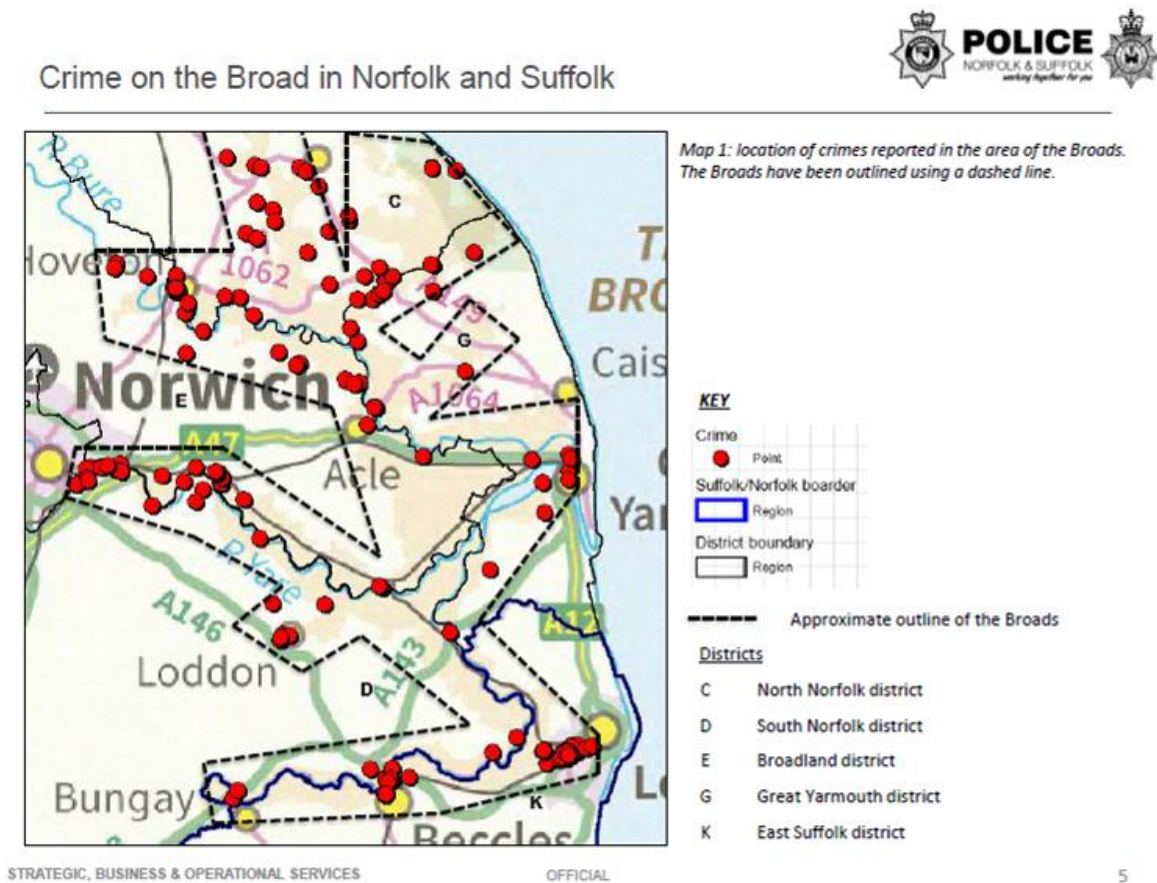 POLICE
NORFOLK & SUFFOLK
working together for you
Crime on the Broad in Norfolk and Suffolk
Map 1: location of crimes reported in the area of the Broads.
The Broads have been outlined using a dashed line.
R Bure
C
Hoveton
A
1062
A149
BRO
G
Cais
Norwich
E
A1064
A47
Acle
Yar
R Yare
A146
A12
Loddon
A143
D
Bungay
K
Beccles
KEY
Crime
Point
Suffolk/Norfolk boarder
Region
District boundary
Region
Approximate outline of the Broads
Districts
C North Norfolk district
D South Norfolk district
E Broadland district
G Great Yarmouth district
K East Suffolk district
STRATEGIC, BUSINESS & OPERATIONAL SERVICES
OFFICIAL
5